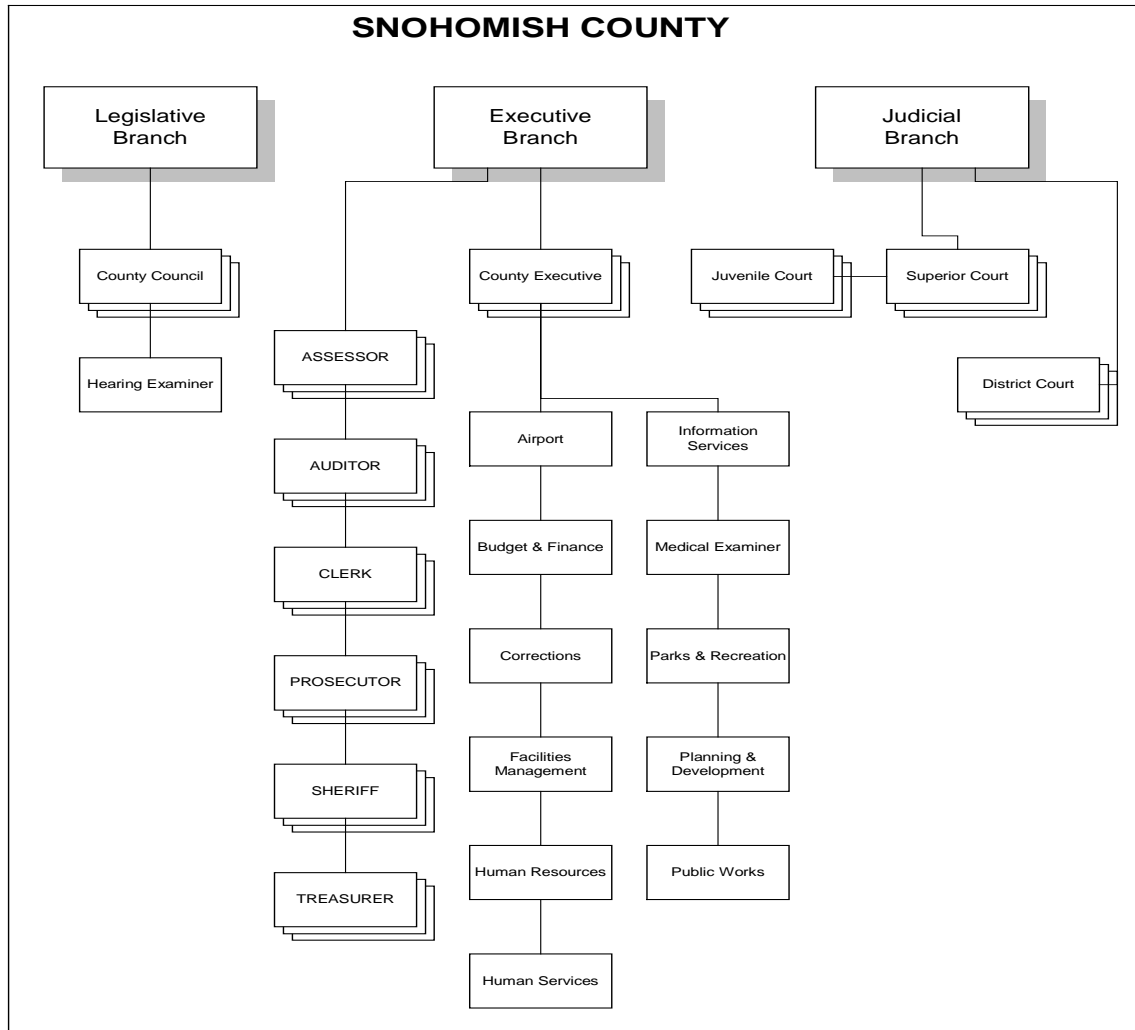 SNOHOMISH COUNTY
Legislative
Branch
Executive
Branch
Judicial
Branch
County Council
County Executive
Juvenile Court
Superior Court
Hearing Examiner
ASSESSOR
District Court
Airport
Information
Services
AUDITOR
Budget & Finance
Medical Examiner
CLERK
Corrections
Parks & Recreation
PROSECUTOR
Facilities
Management
Planning &
Development
SHERIFF
Human Resources
Public Works
TREASURER
Human Services